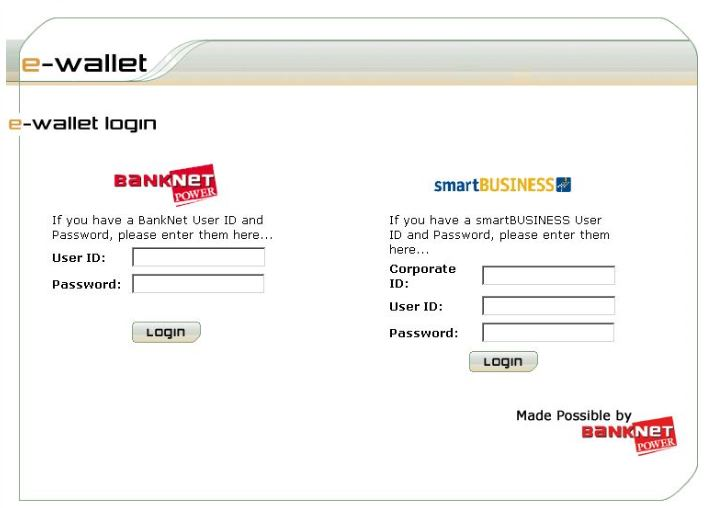 e-wallet
e-wallet login
BANKNET
POWER
If you have a BankNet User ID and
Password, please enter them here...
User ID:
Password:
LOGIN
smartBUSINESS
If you have a smartBUSINESS User
ID and Password, please enter them
here...
Corporate
ID:
User ID:
Password:
LOGIN
Made Possible by
BANKNET
POWER